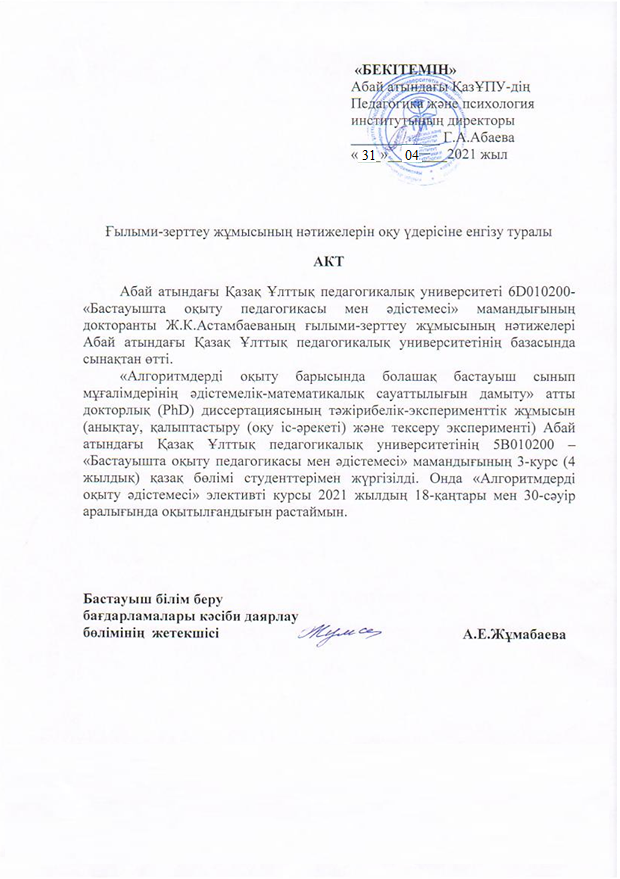 «БЕКІТЕМІН»
Абай атындағы ҚазҰПУ-дің
Педагогика және психология
институтының директоры
____________Г.А.Абаева
« 31 »__04____2021 жыл
Ғылыми-зерттеу жұмысының нәтижелерін оқу үдерісіне енгізу туралы
АКТ
Абай атындағы Қазақ Ұлттық педагогикалық университеті 6D010200-
«Бастауышта оқыту педагогикасы мен әдістемесі» мамандығының
докторанты Ж.К.Астамбаеваның ғылыми-зерттеу жұмысының нәтижелері
Абай атындағы Қазақ Ұлттық педагогикалық университетінің базасында
сынақтан өтті.
«Алгоритмдерді оқыту барысында болашақ бастауыш сынып
мұғалімдерінің әдістемелік-математикалық сауаттылығын дамыту» атты
докторлық (PhD) диссертациясының тәжірибелік-эксперименттік жұмысын
(анықтау, қалыптастыру (оқу іс-әрекеті) және тексеру эксперименті) Абай
атындағы Қазақ Ұлттық педагогикалық университетінің 5В010200 –
«Бастауышта оқыту педагогикасы мен әдістемесі» мамандығының 3-курс (4
жылдық) қазақ бөлімі студенттерімен жүргізілді. Онда «Алгоритмдерді
оқыту әдістемесі» элективті курсы 2021 жылдың 18-қаңтары мен 30-сәуір
аралығында оқытылғандығын растаймын.
Бастауыш білім беру
бағдарламалары кәсіби даярлау
бөлімінің жетекшісі А.Е.Жұмабаева